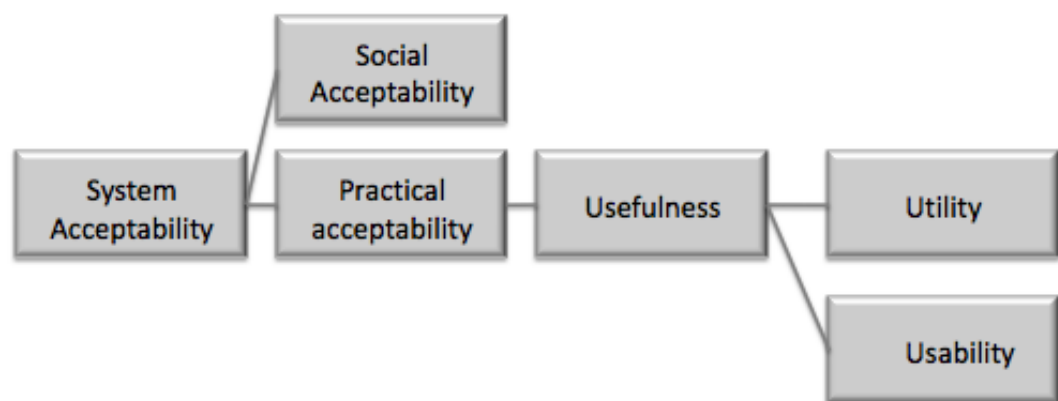 Social
Acceptability
System
Acceptability
Practical
acceptability
Usefulness
Utility
Usability